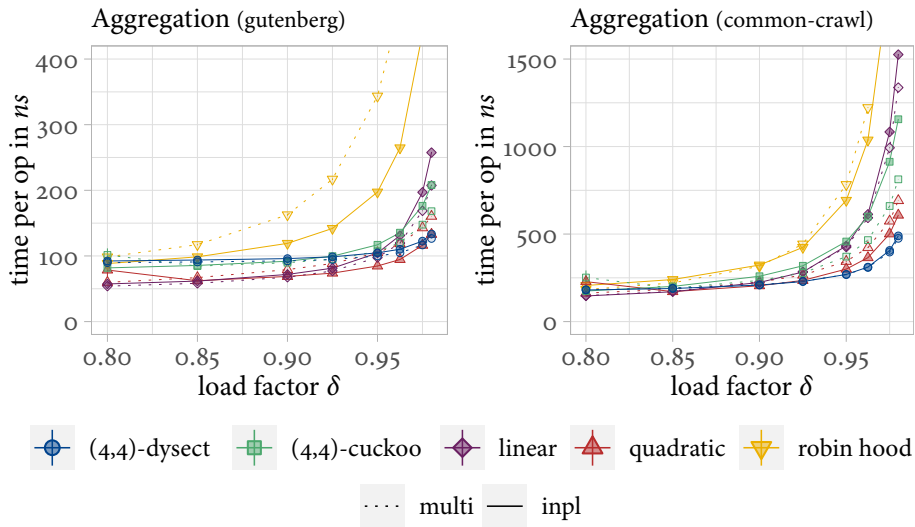 Aggregation (gutenberg)
Aggregation (common-crawl)
time per op in ns
400
300
200
100
0
0.80 0.85 0.90 0.95
load factor δ
time per op in ns
1500
1000
500
0
0.80 0.85 0.90 0.95
load factor δ
(4,4)-dysect (4,4)-cuckoo linear quadratic robin hood
multi inpl